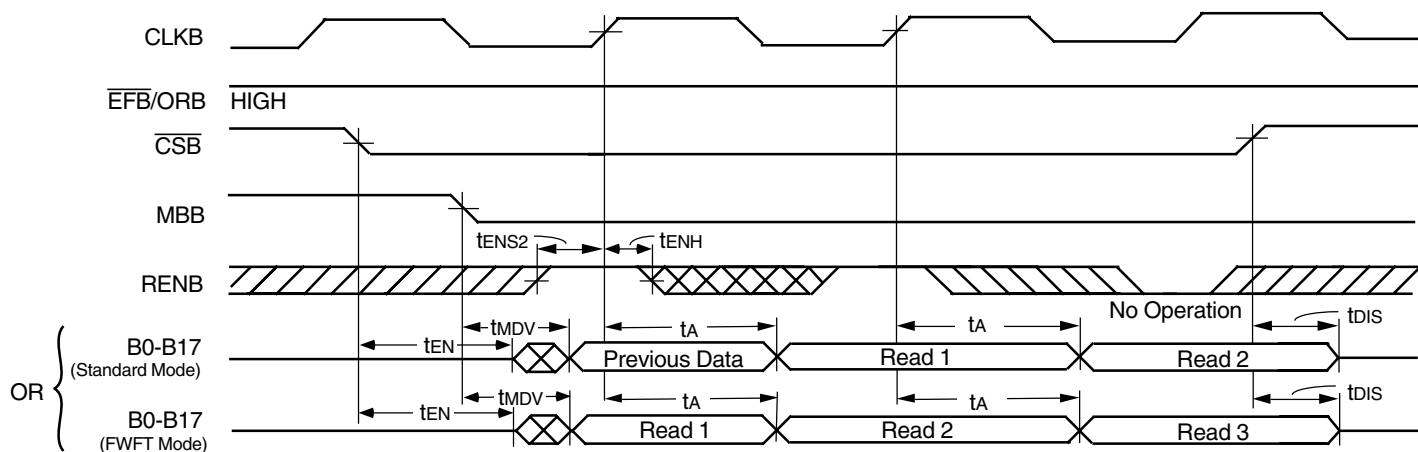 CLKB
EFB/ORB HIGH
CSB
MBB
tENS2 tENH
RENB
No Operation
tMDV tA tA tDIS
tEN
B0-B17 Previous Data Read 1 Read 2
(Standard Mode)
OR
tMDV tA tA tDIS
tEN
B0-B17 Read 1 Read 2 Read 3
(FWFT Mode)